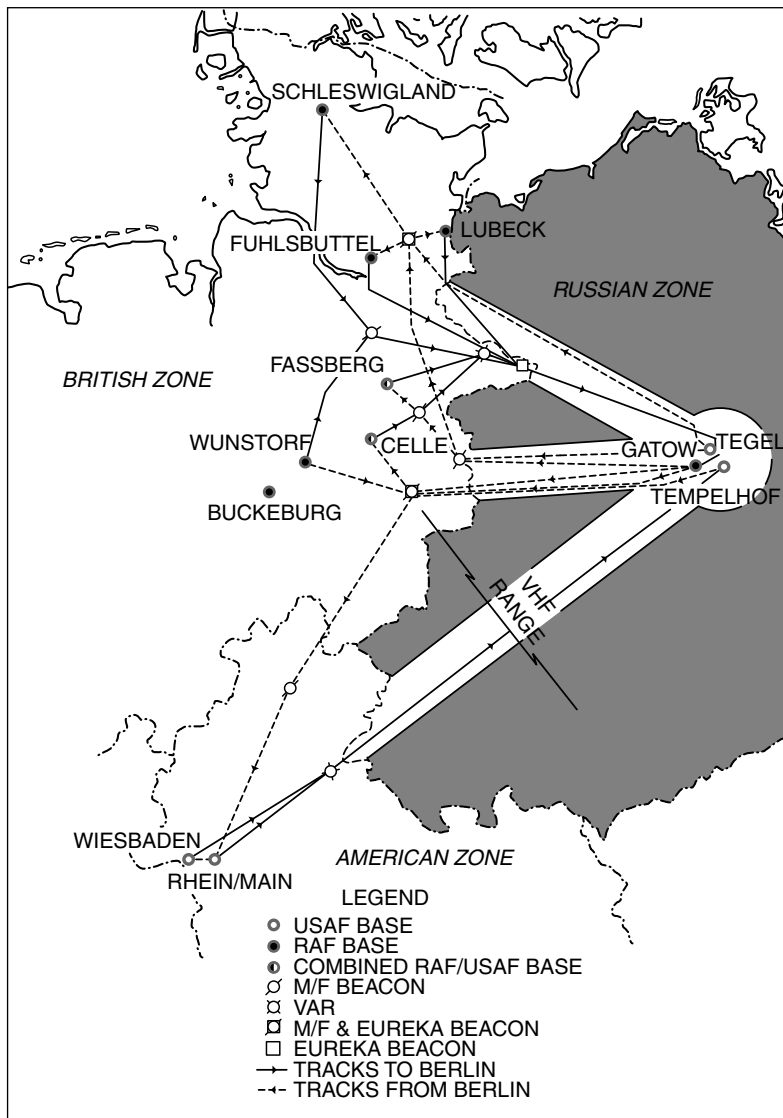 SCHLESWIGLAND
LUBECK
FUHLSBUTTEL
RUSSIAN ZONE
FASSBERG
BRITISH ZONE
WUNSTORF
CELLE
GATOW
TEGEL
TEMPELHOF
BUCKEBURG
VHF
RANGE
WIESBADEN
RHEIN/MAIN
AMERICAN ZONE
LEGEND
USAF BASE
RAF BASE
COMBINED RAF/USAF BASE
M/F BEACON
VAR
M/F & EUREKA BEACON
EUREKA BEACON
TRACKS TO BERLIN
TRACKS FROM BERLIN